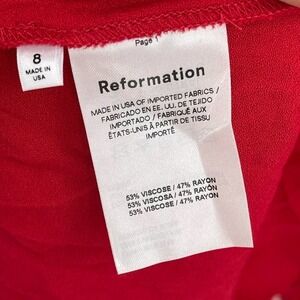 8
MADE IN
USA
Page 1
Reformation
MADE IN USA OF IMPORTED FABRICS /
FABRICADO EN EE. UU. DE TEJIDO
IMPORTADO / FABRIQUÉ AUX
ÉTATS-UNIS À PARTIR DE TISSU
IMPORTÉ
53% VISCOSE / 47% RAYON
53% VISCOSA / 47% RAYÓN
53% VISCOSE / 47% RAYON